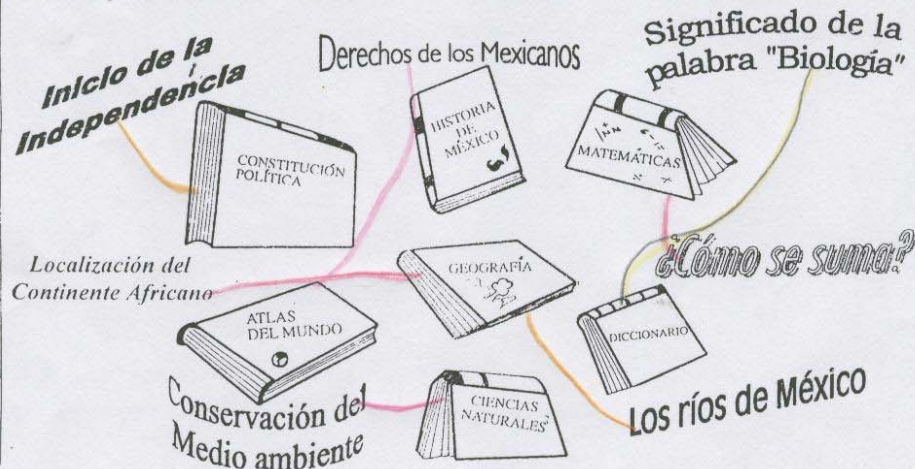 Inicio de la
Independencia
Derechos de los Mexicanos
Significado de la
palabra "Biología"
CONSTITUCIÓN
POLÍTICA
HISTORIA
DE
MÉXICO
MATEMÁTICAS
Localización del
Continente Africano
GEOGRAFÍA
¿Cómo se suma?
ATLAS
DEL MUNDO
DICCIONARIO
Conservación del
Medio ambiente
CIENCIAS
NATURALES
Los ríos de México